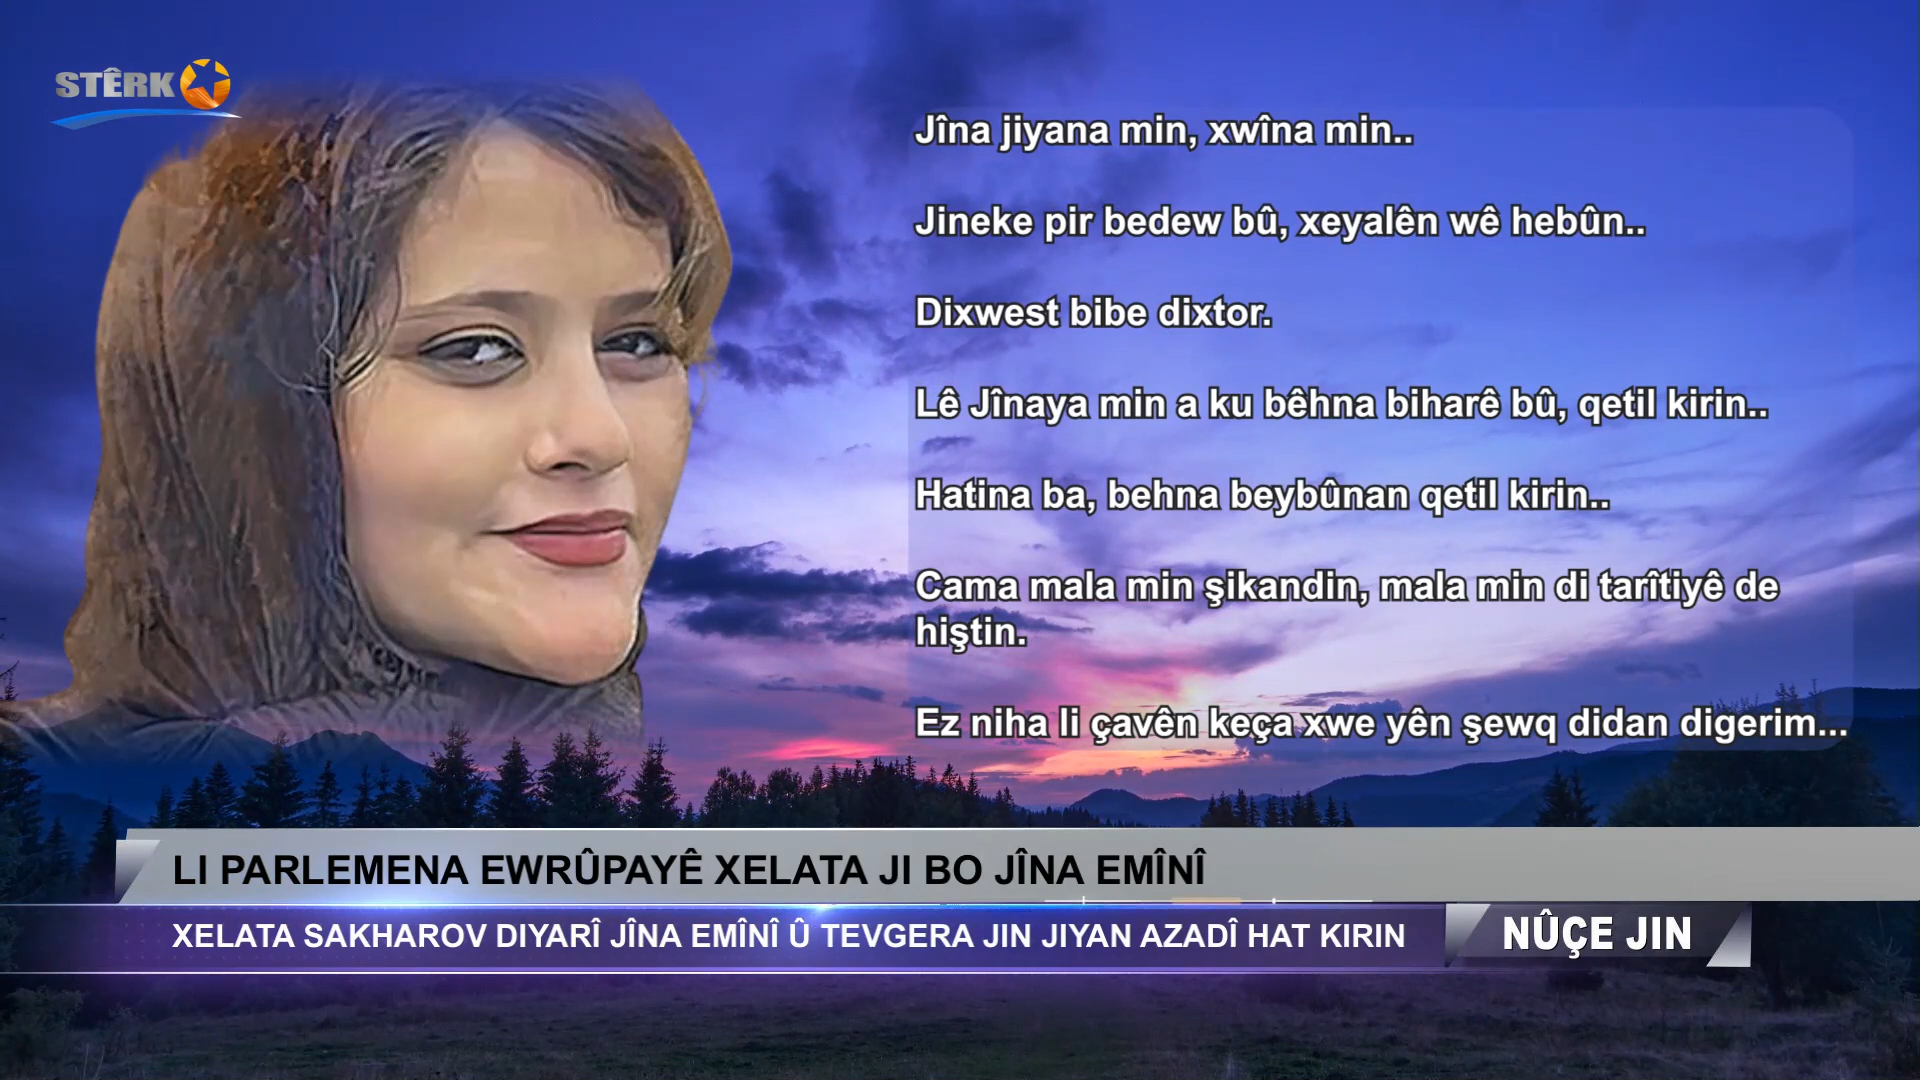 STÊRK
Jîna jiyana min, xwîna min..
Jineke pir bedew bû, xeyalên wê hebûn..
Dixwest bibe dixtor.
Lê Jînaya min a ku bêhna biharê bû, qetil kirin..
Hatina ba, behna beybûnan qetil kirin..
Cama mala min şikandin, mala min di tarîtiyê de
hiştin.
Ez niha li çavên keça xwe yên şewq didan digerim...
LI PARLEMENA EWRÛPAYÊ XELATA JI BO JÎNA EMÎNÎ
XELATA SAKHAROV DIYARÎ JÎNA EMÎNÎ Û TEVGERA JIN JIYAN AZADÎ HAT KIRIN
NÛÇE JIN